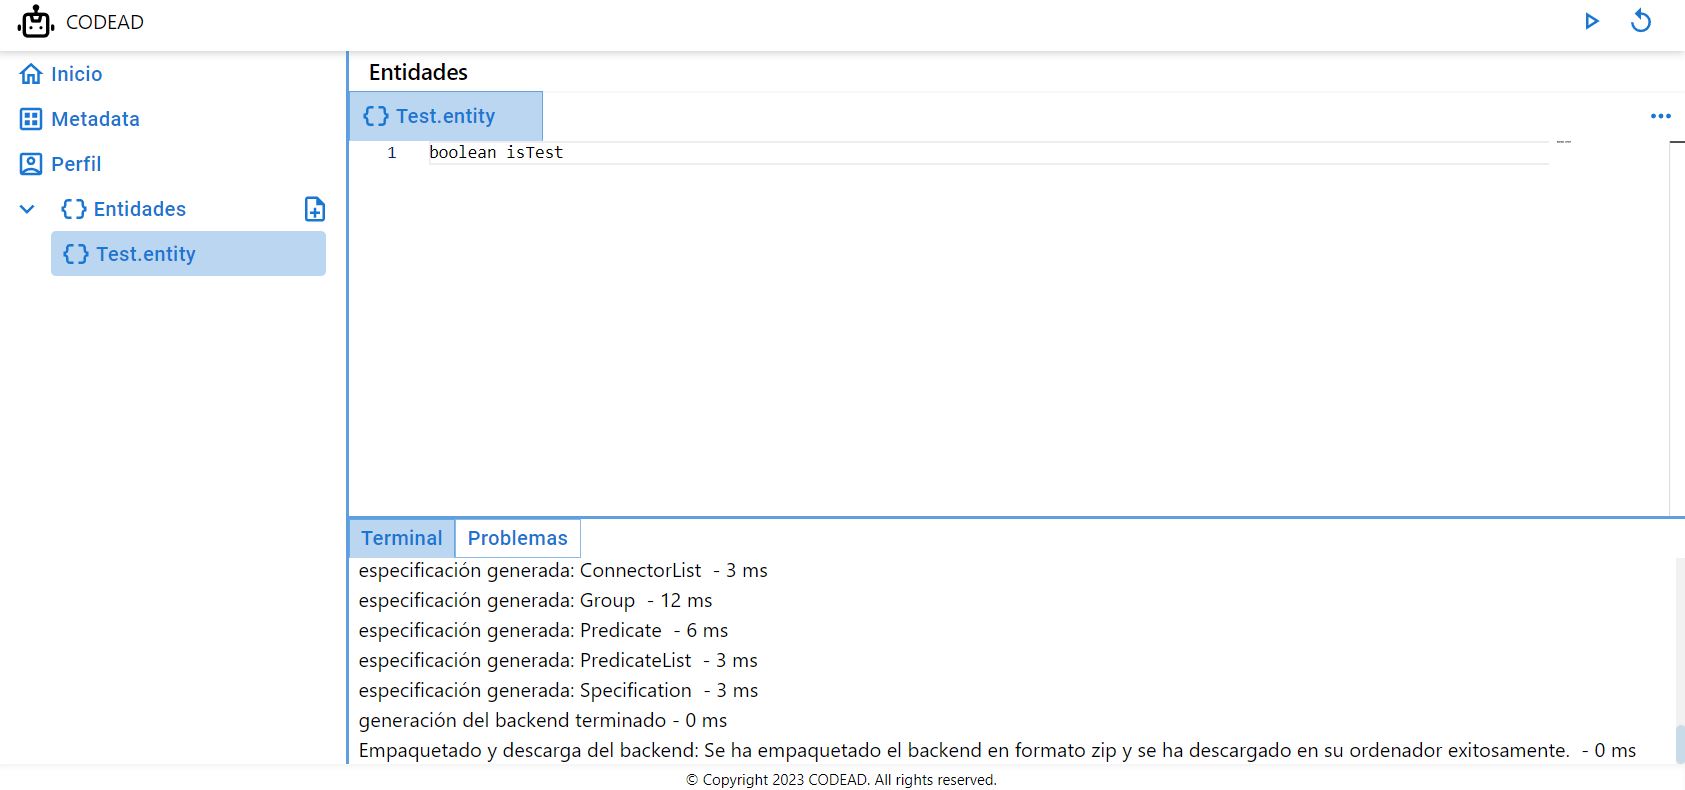 CODEAD
Inicio
Metadata
Perfil
Entidades
Test.entity
Entidades
Test.entity
1 boolean isTest
Terminal Problemas
especificación generada: ConnectorList - 3 ms
especificación generada: Group - 12 ms
especificación generada: Predicate - 6 ms
especificación generada: PredicateList - 3 ms
especificación generada: Specification - 3 ms
generación del backend terminado - 0 ms
Empaquetado y descarga del backend: Se ha empaquetado el backend en formato zip y se ha descargado en su ordenador exitosamente. - 0 ms
© Copyright 2023 CODEAD. All rights reserved.